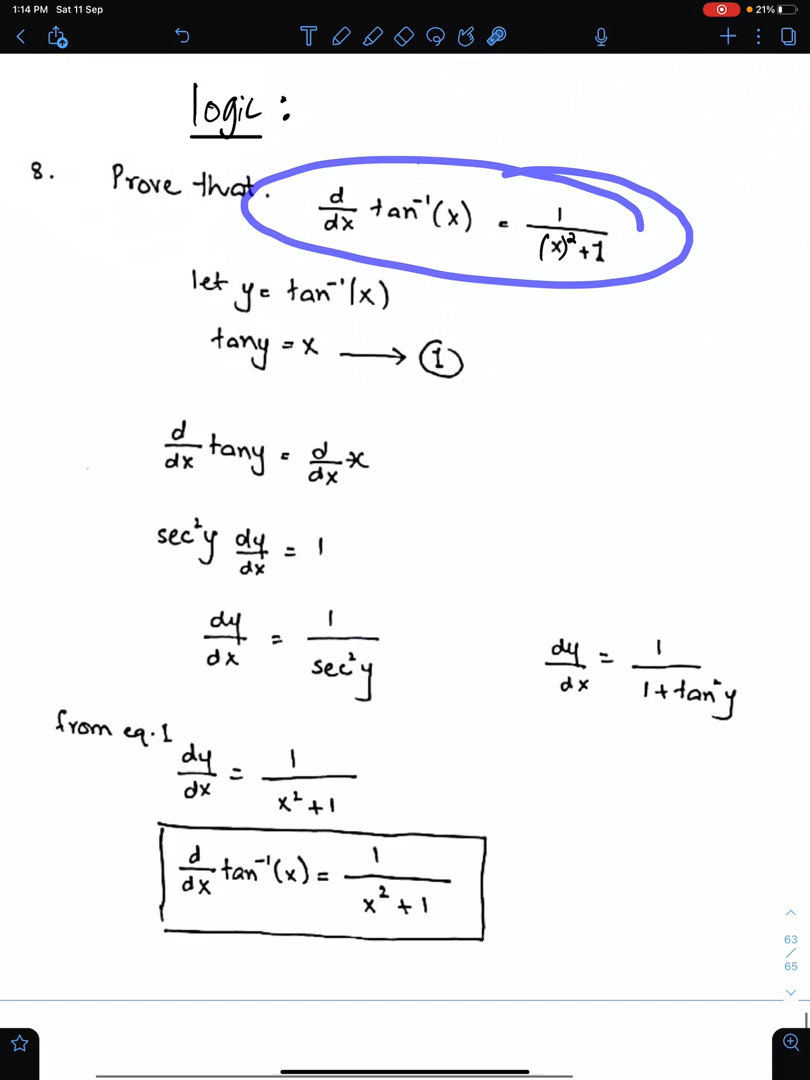 1:14 PM Sat 11 Sep
21%
T
logic :
8. Prove that. d/dx tan⁻¹(x) = 1/((x)²+1)
let y = tan⁻¹(x)
tany = x ⟶ ①
d/dx tany = d/dx x
sec²y dy/dx = 1
dy/dx = 1/sec²y
dy/dx = 1/(1+tan²y)
from eq.1
dy/dx = 1/(x²+1)
d/dx tan⁻¹(x) = 1/(x²+1)
63
/
65